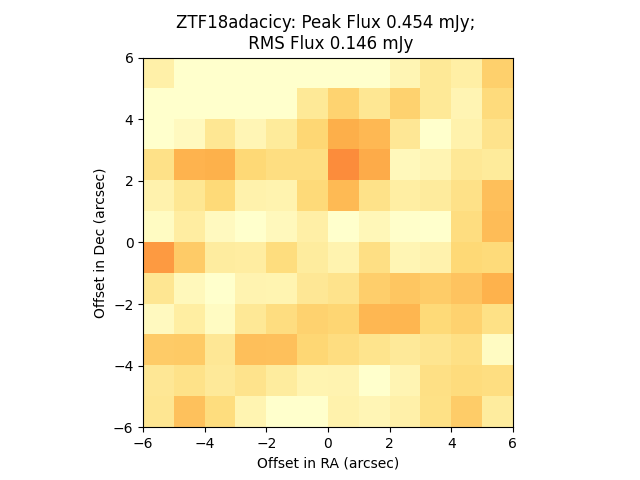 ZTF18adacicy: Peak Flux 0.454 mJy;
RMS Flux 0.146 mJy
6
4
2
0
−2
−4
−6
Offset in Dec (arcsec)
−6 −4 −2 0 2 4 6
Offset in RA (arcsec)